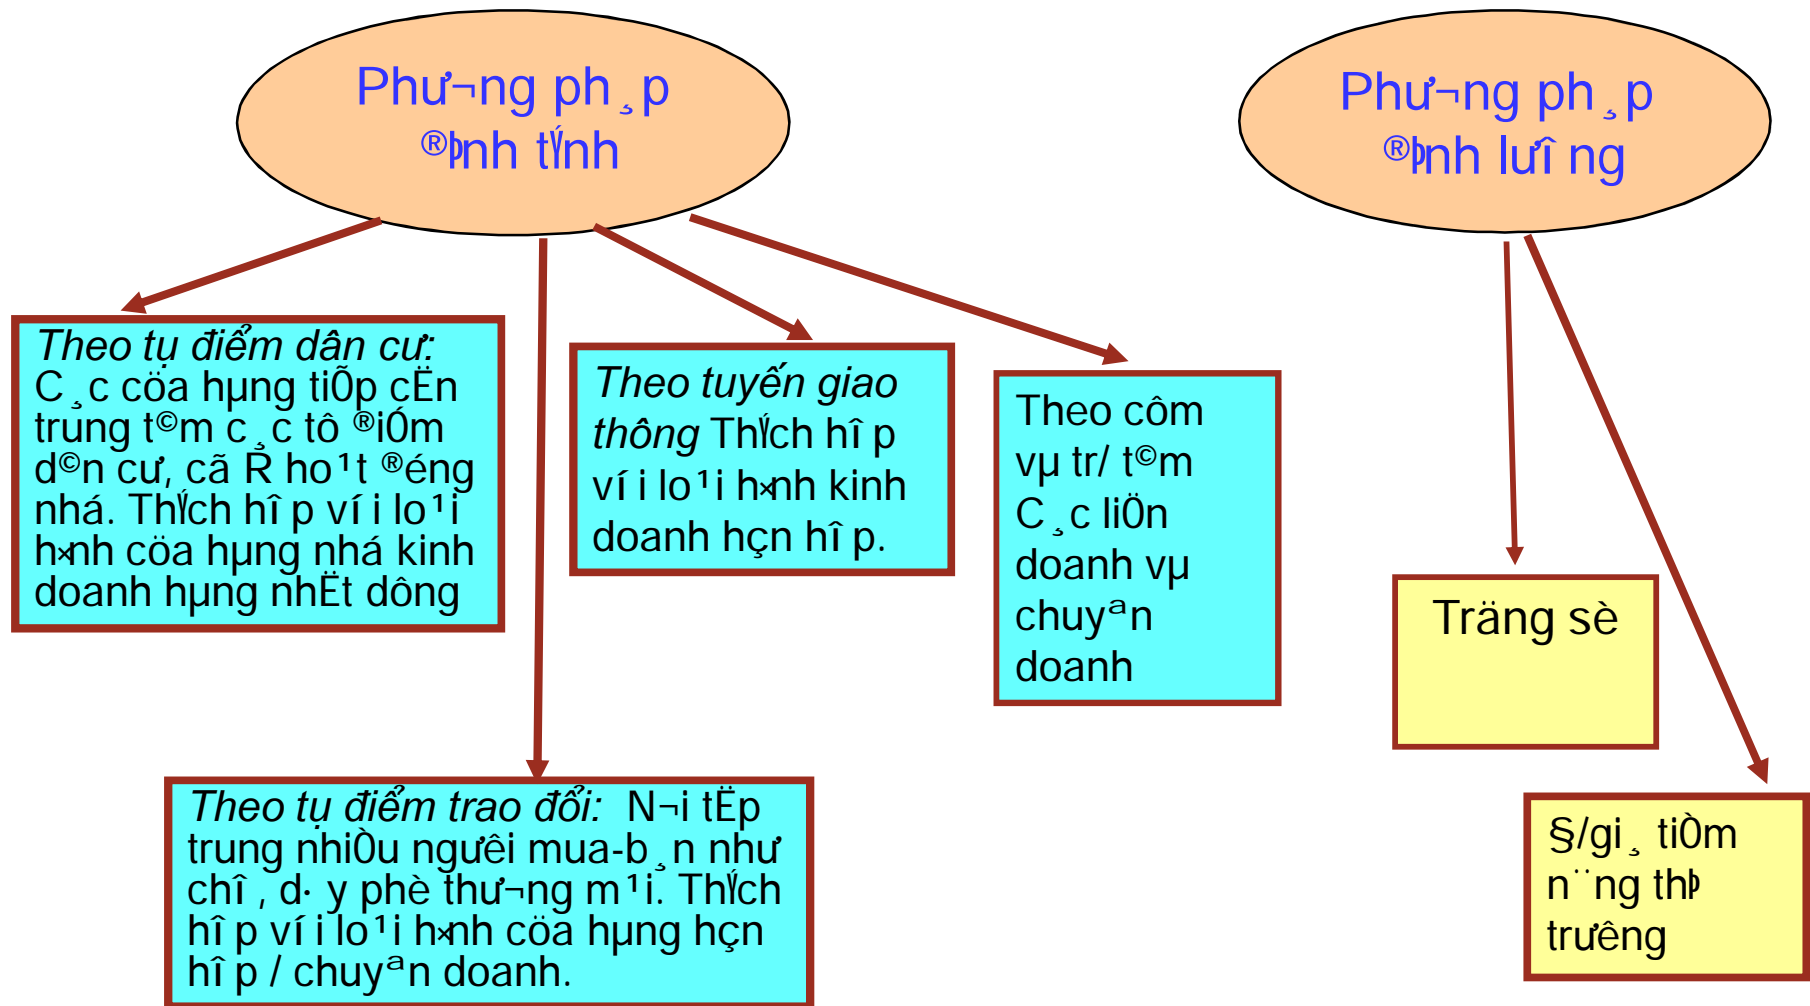 Phư¬ng ph¸p
®Þnh tÝnh
Phư¬ng ph¸p
®Þnh lưî ng
Theo tụ điểm dân cư:
C¸c cöa hµng tiÕp cËn
trung t©m c¸c tô ®iÓm
d©n cư, cã R ho¹t ®éng
nhá. ThÝch hî p ví i lo¹i
h×nh cöa hµng nhá kinh
doanh hµng nhËt dông
Theo tuyến giao
thông ThÝch hî p
ví i lo¹i h×nh kinh
doanh hçn hî p.
Theo côm
vµ tr/ t©m
C¸c liÖn
doanh vµ
chuyªn
doanh
Träng sè
Theo tụ điểm trao đổi: N¬i tËp
trung nhiÒu ngưêi mua-b¸n như
chî , d· y phè thư¬ng m¹i. ThÝch
hî p ví i lo¹i h×nh cöa hµng hçn
hî p / chuyªn doanh.
§/gi¸ tiÒm
n¨ng thÞ
trưêng